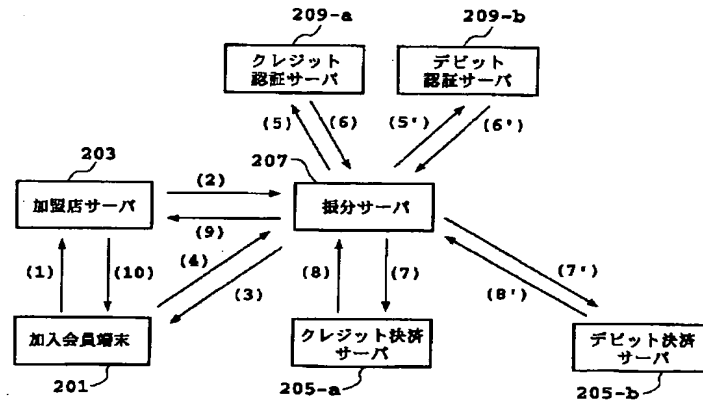 209-a
209-b
クレジット
認証サーバ
デビット
認証サーバ
(5)
(6)
(5')
(6')
203
207
加盟店サーバ
(2)
振分サーバ
(9)
(1)
(10)
(4)
(3)
(8)
(7)
(7')
(8')
加入会員端末
クレジット決済
サーバ
デビット決済
サーバ
201
205-a
205-b